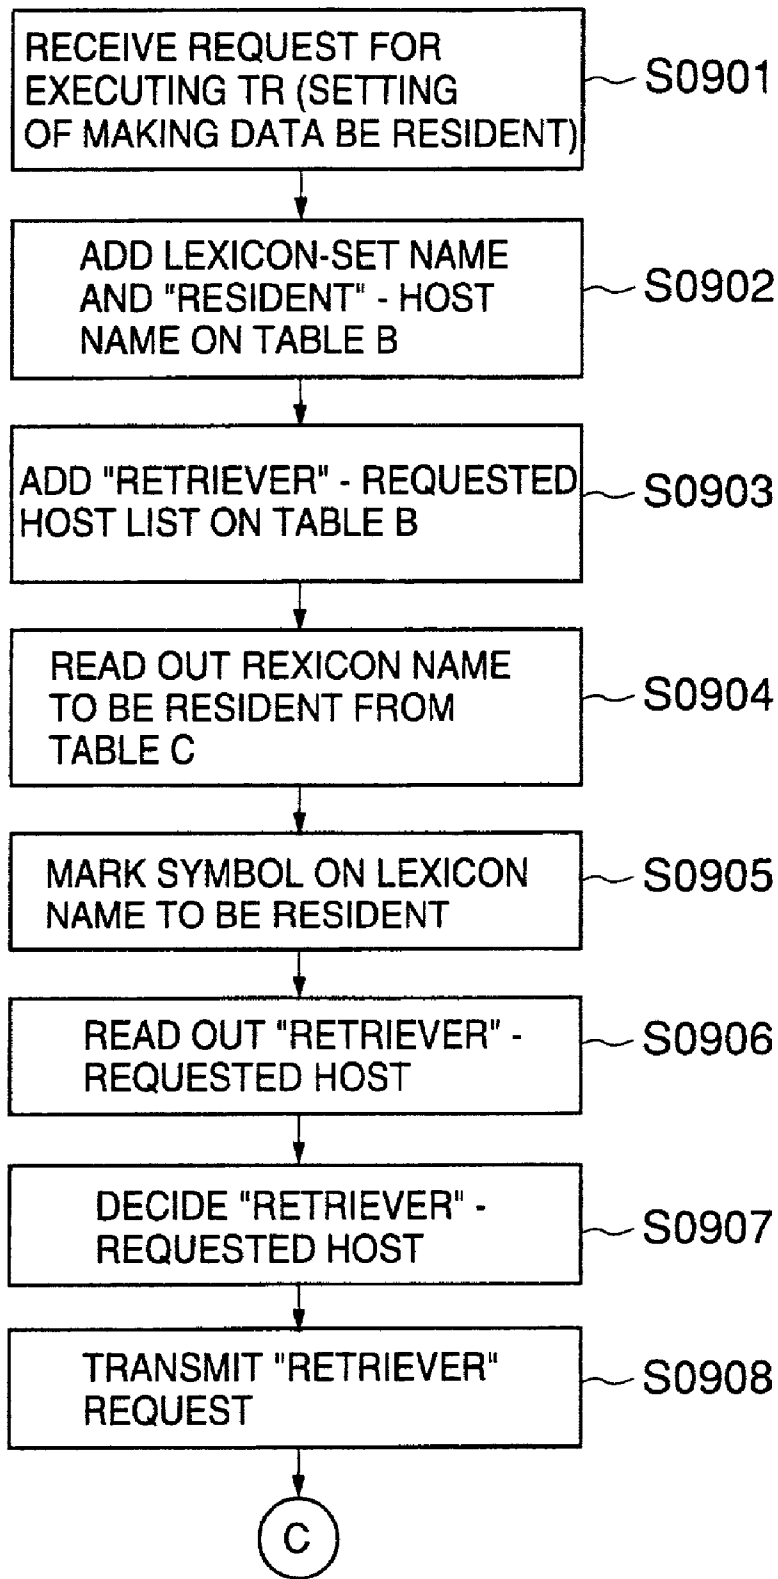 RECEIVE REQUEST FOR
EXECUTING TR (SETTING
OF MAKING DATA BE RESIDENT)
S0901
ADD LEXICON-SET NAME
AND "RESIDENT" - HOST
NAME ON TABLE B
S0902
ADD "RETRIEVER" - REQUESTED
HOST LIST ON TABLE B
S0903
READ OUT REXICON NAME
TO BE RESIDENT FROM
TABLE C
S0904
MARK SYMBOL ON LEXICON
NAME TO BE RESIDENT
S0905
READ OUT "RETRIEVER" -
REQUESTED HOST
S0906
DECIDE "RETRIEVER" -
REQUESTED HOST
S0907
TRANSMIT "RETRIEVER"
REQUEST
S0908
C